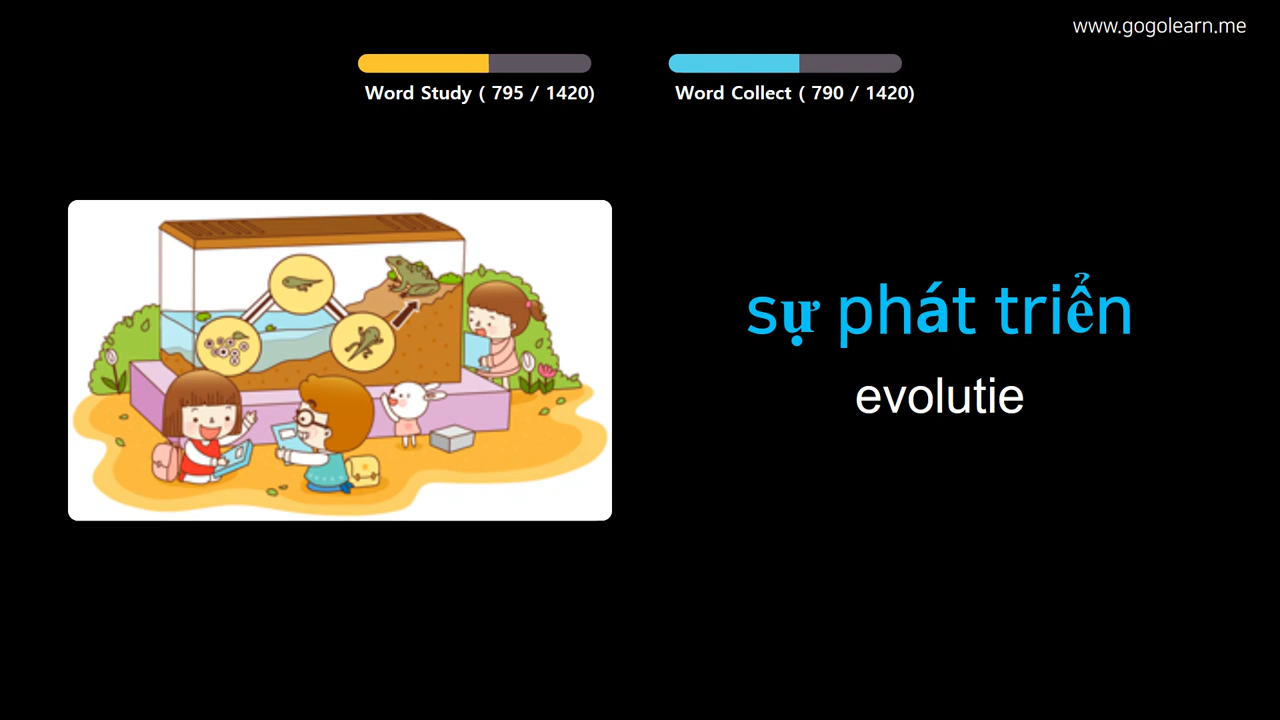 www.gogolearn.me
Word Study ( 795 / 1420)
Word Collect ( 790 / 1420)
sự phát triển
evolutie